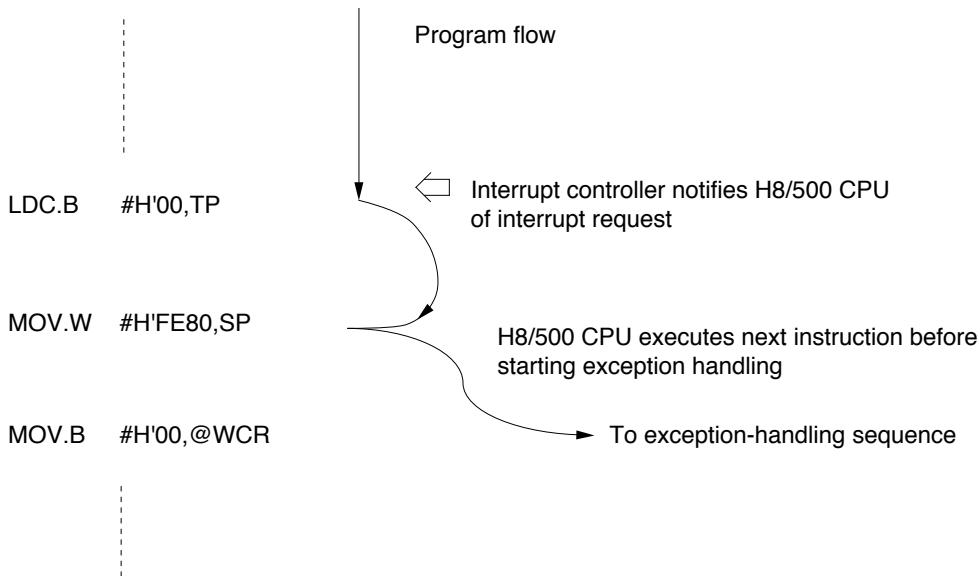 Program flow
LDC.B #H'00,TP
Interrupt controller notifies H8/500 CPU
of interrupt request
MOV.W #H'FE80,SP
H8/500 CPU executes next instruction before
starting exception handling
MOV.B #H'00,@WCR
To exception-handling sequence